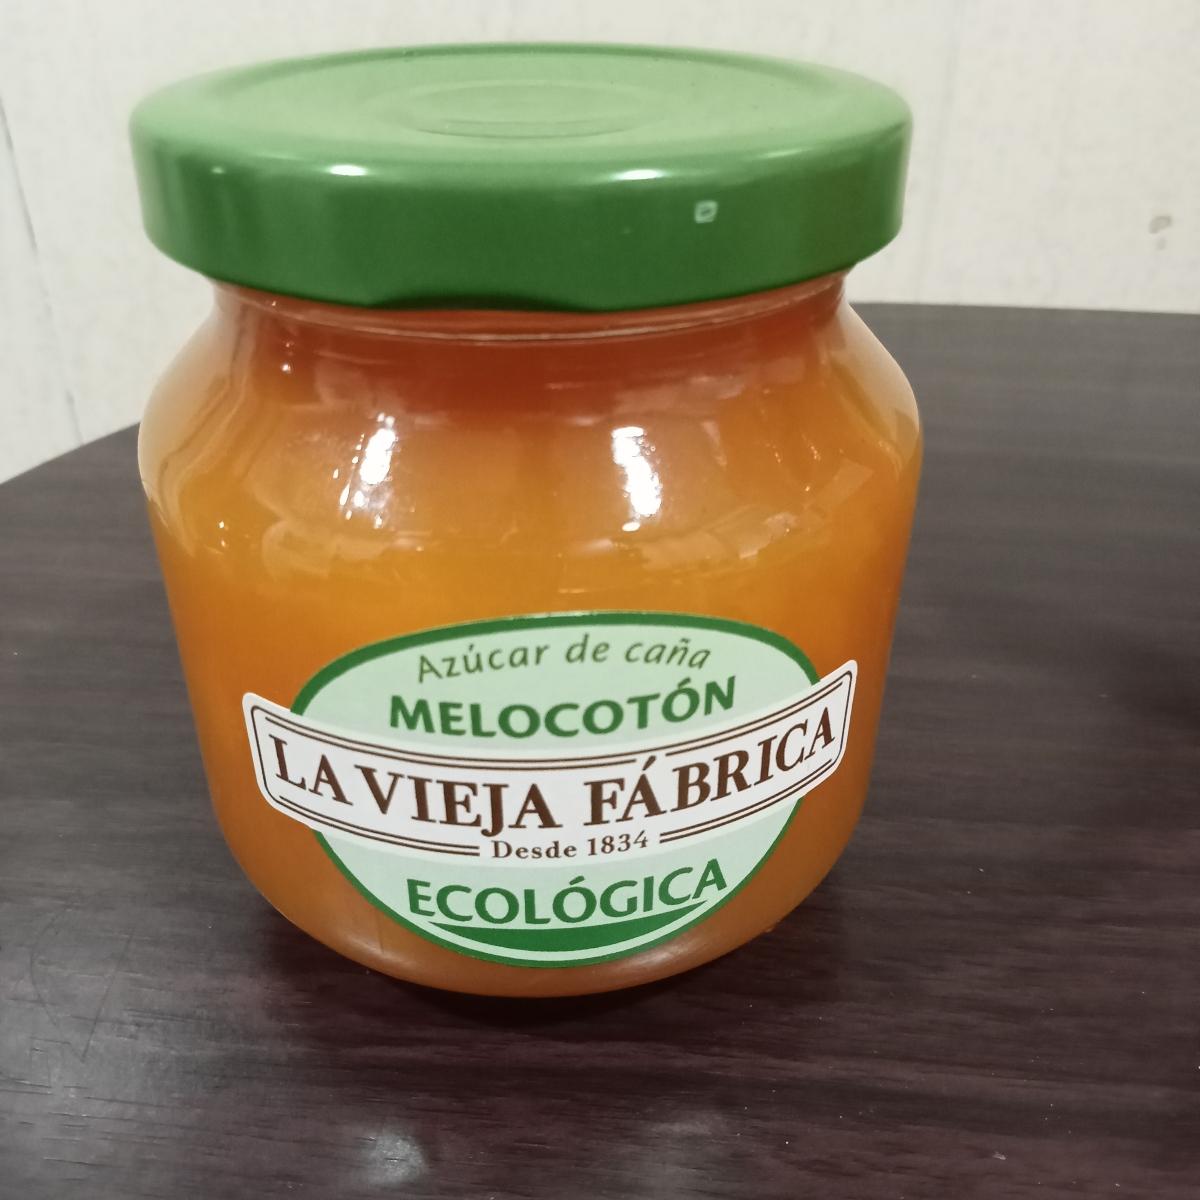 Azúcar de caña
MELOCOTÓN
LA VIEJA FÁBRICA
Desde 1834
ECOLÓGICA